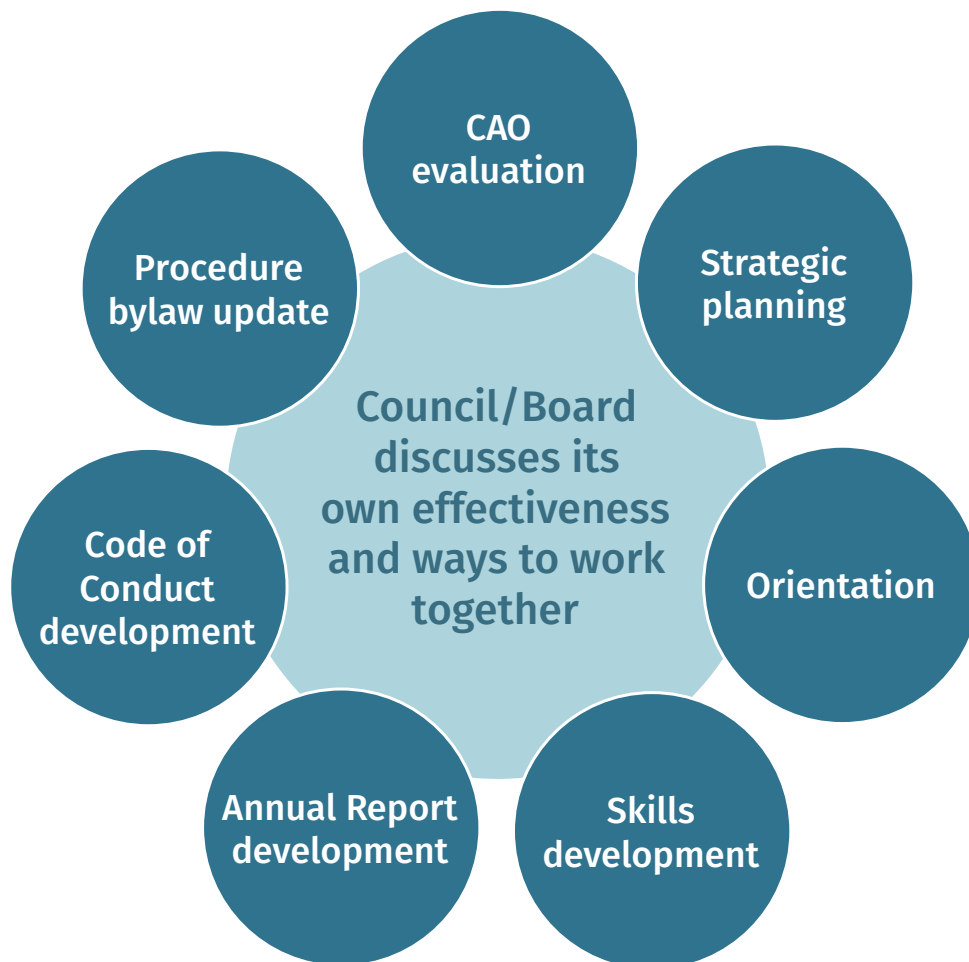 CAO
evaluation
Strategic
planning
Orientation
Skills
development
Annual Report
development
Code of
Conduct
development
Procedure
bylaw update
Council/Board
discusses its
own effectiveness
and ways to work
together